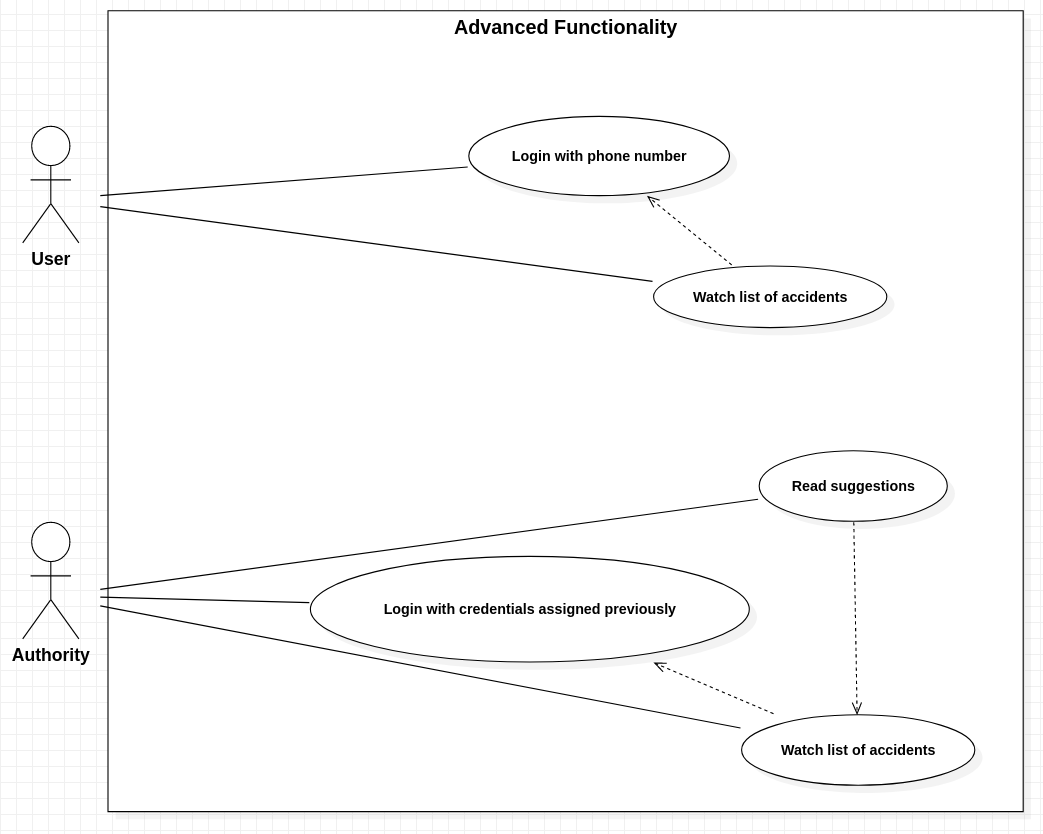 Advanced Functionality
Login with phone number
User
Watch list of accidents
Read suggestions
Login with credentials assigned previously
Authority
Watch list of accidents